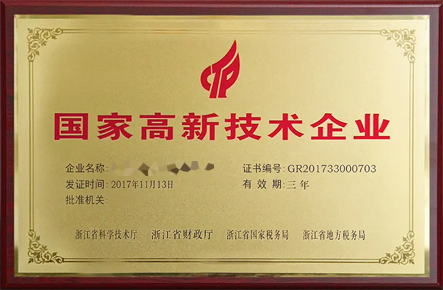 国家高新技术企业
企业名称:
证书编号: GR201733000703
发证时间: 2017年11月13日
有 效 期: 三 年
批准机关:
浙江省科学技术厅 浙江省财政厅 浙江省国家税务局 浙江省地方税务局